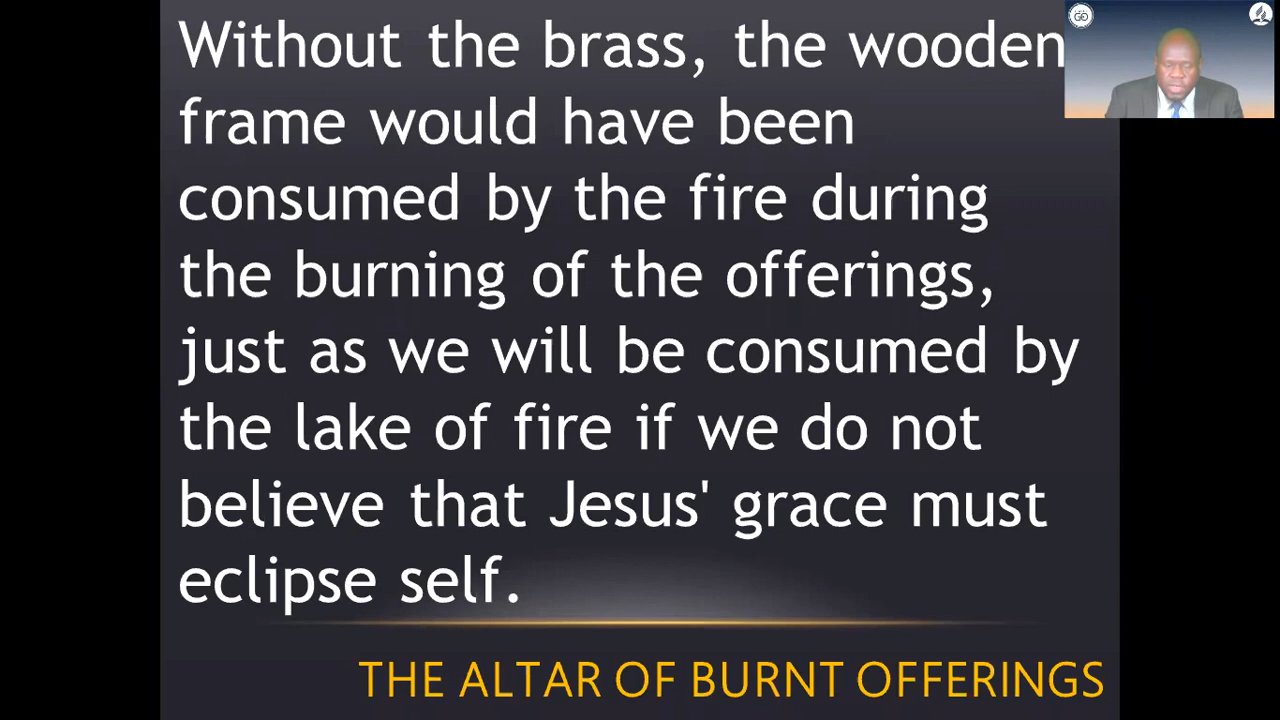 Without the brass, the wooden
frame would have been
consumed by the fire during
the burning of the offerings,
just as we will be consumed by
the lake of fire if we do not
believe that Jesus' grace must
eclipse self.
THE ALTAR OF BURNT OFFERINGS